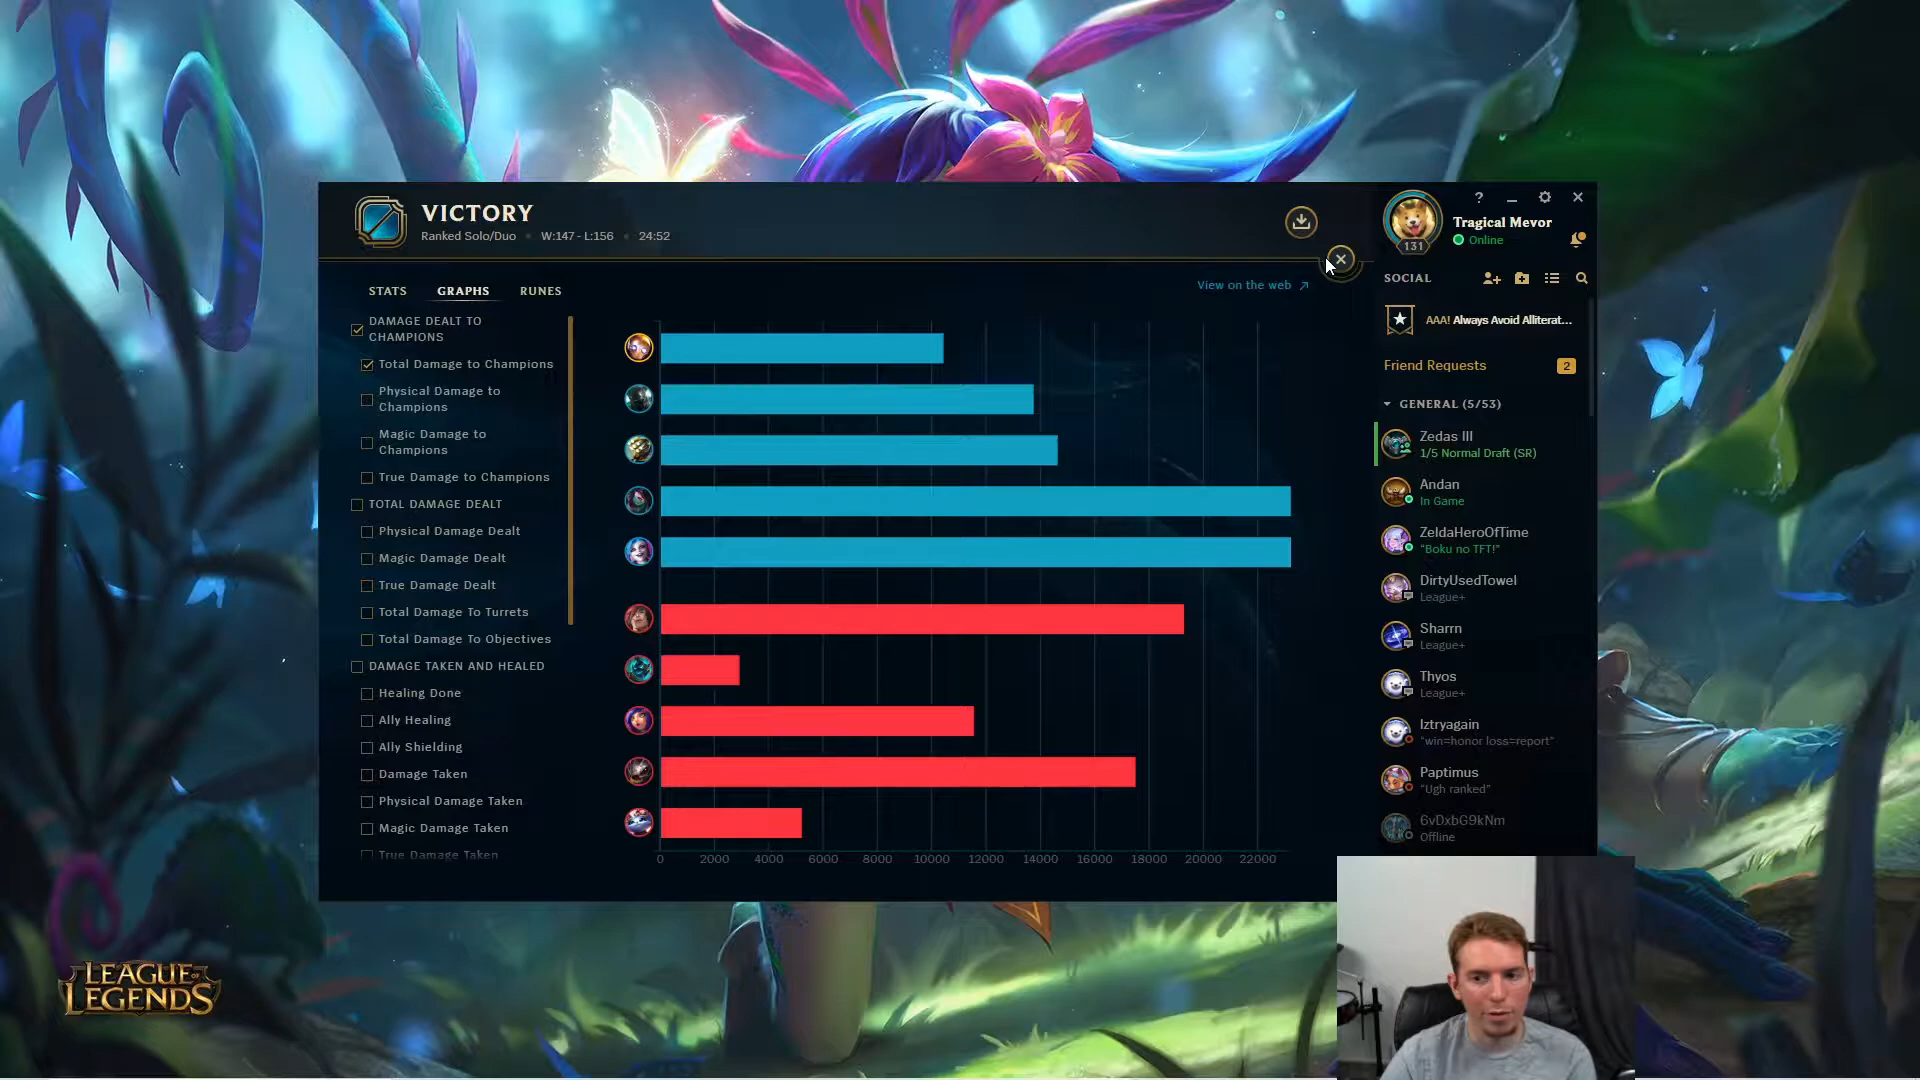 VICTORY
Ranked Solo/Duo • W:147 - L:156 • 24:52
? 
Tragical Mevor
Online
131
STATS GRAPHS RUNES
View on the web
DAMAGE DEALT TO
CHAMPIONS
Total Damage to Champions
Physical Damage to
Champions
Magic Damage to
Champions
True Damage to Champions
TOTAL DAMAGE DEALT
Physical Damage Dealt
Magic Damage Dealt
True Damage Dealt
Total Damage To Turrets
Total Damage To Objectives
DAMAGE TAKEN AND HEALED
Healing Done
Ally Healing
Ally Shielding
Damage Taken
Physical Damage Taken
Magic Damage Taken
True Damage Taken
0 2000 4000 6000 8000 10000 12000 14000 16000 18000 20000 22000
SOCIAL
AAA! Always Avoid Alliterat...
Friend Requests 2
GENERAL (5/53)
Zedas III
1/5 Normal Draft (SR)
Andan
In Game
ZeldaHeroOfTime
"Boku no TFT!"
DirtyUsedTowel
League+
Sharrn
League+
Thyos
League+
Iztryagain
"win=honor loss=report"
Paptimus
"Ugh ranked"
6vDxbG9kNm
Offline
LEAGUE OF
LEGENDS